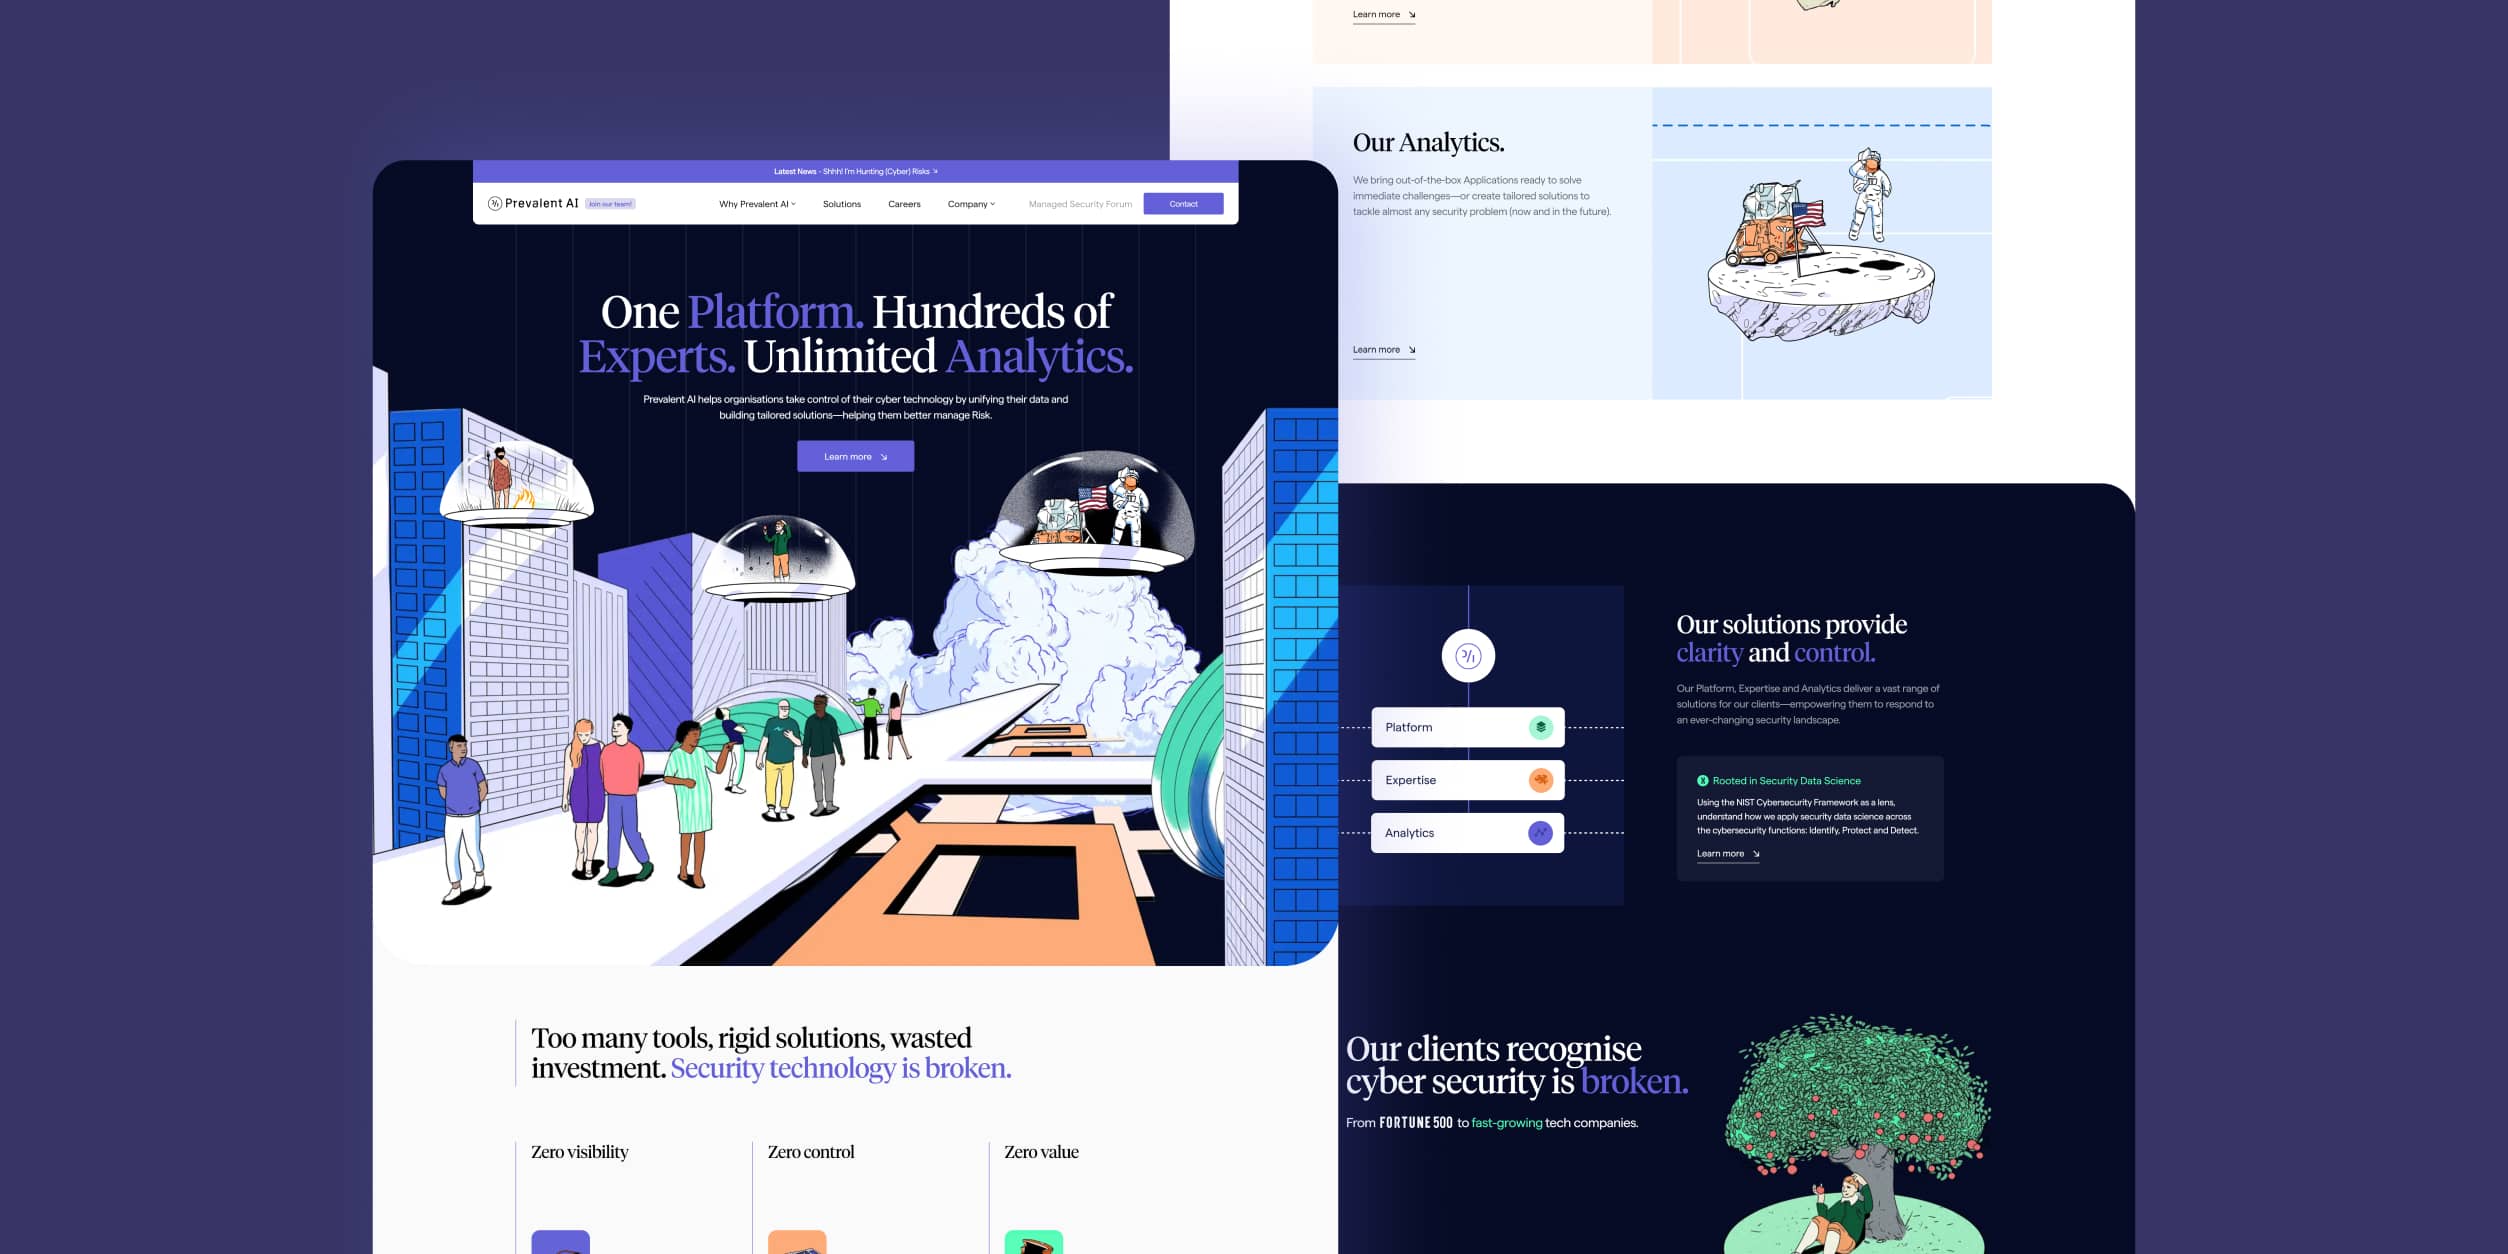 Latest News - Shhh! I'm Hunting (Cyber) Risks
Prevalent AI
Join our team!
Why Prevalent AI
Solutions
Careers
Company
Managed Security Forum
Contact
One Platform. Hundreds of
Experts. Unlimited Analytics.
Prevalent AI helps organisations take control of their cyber technology by unifying their data and
building tailored solutions—helping them better manage Risk.
Learn more
Too many tools, rigid solutions, wasted
investment. Security technology is broken.
Zero visibility
Zero control
Zero value
Learn more
Our Analytics.
We bring out-of-the-box Applications ready to solve
immediate challenges—or create tailored solutions to
tackle almost any security problem (now and in the future).
Learn more
Platform
Expertise
Analytics
Our solutions provide
clarity and control.
Our Platform, Expertise and Analytics deliver a vast range of
solutions for our clients—empowering them to respond to
an ever-changing security landscape.
Rooted in Security Data Science
Using the NIST Cybersecurity Framework as a lens,
understand how we apply security data science across
the cybersecurity functions: Identify, Protect and Detect.
Learn more
Our clients recognise
cyber security is broken.
From FORTUNE 500 to fast-growing tech companies.